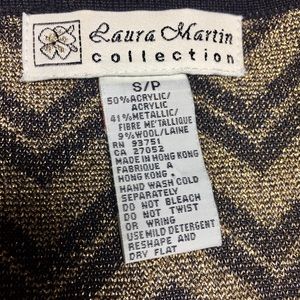 Laura Martin
collection
S/P
50% ACRYLIC/
ACRYLIC
41% METALLIC/
FIBRE METALLIQUE
9% WOOL/LAINE
RN 93751
CA 27052
MADE IN HONG KONG
FABRIQUE A
HONG KONG.
HAND WASH COLD
SEPARATELY
DO NOT BLEACH
DO NOT TWIST
OR WRING
USE MILD DETERGENT
RESHAPE AND
DRY FLAT